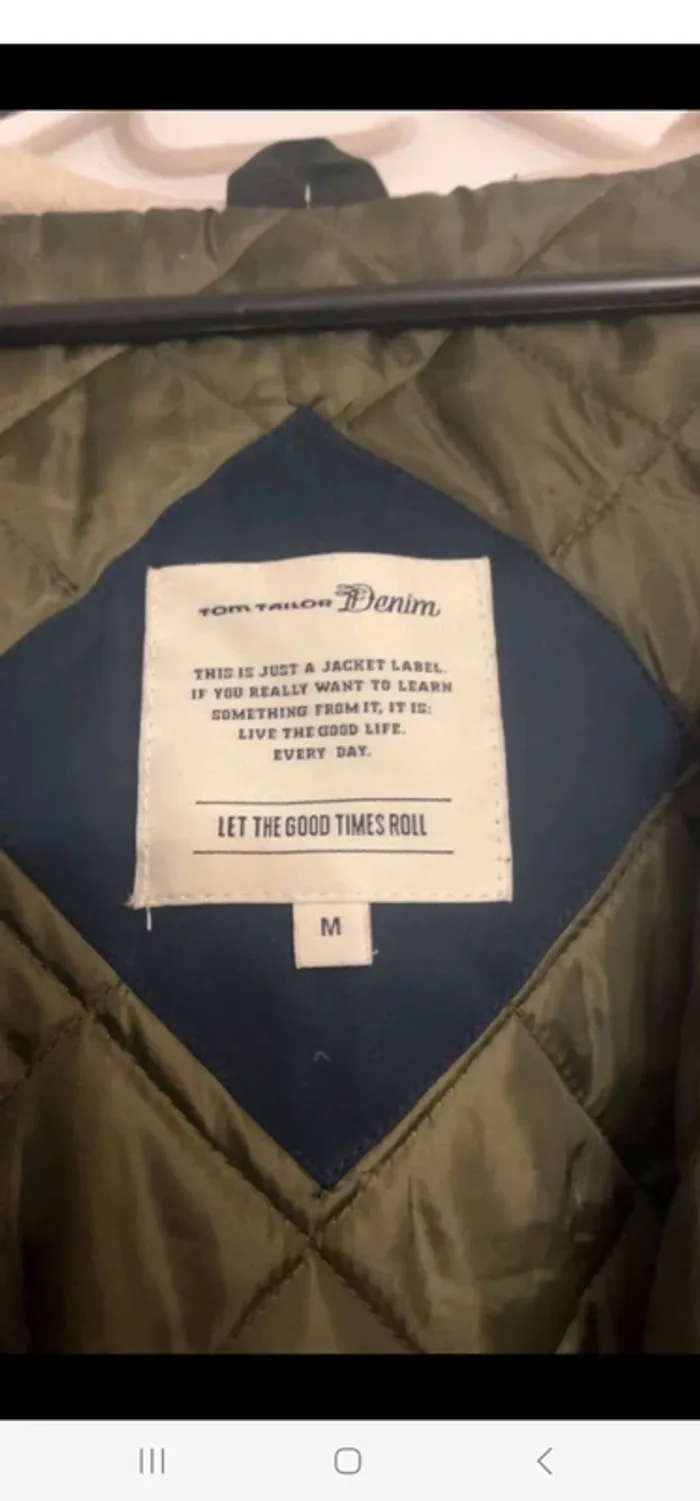 TOM TAILOR Denim
THIS IS JUST A JACKET LABEL.
IF YOU REALLY WANT TO LEARN
SOMETHING FROM IT, IT IS:
LIVE THE GOOD LIFE.
EVERY DAY.
LET THE GOOD TIMES ROLL
M